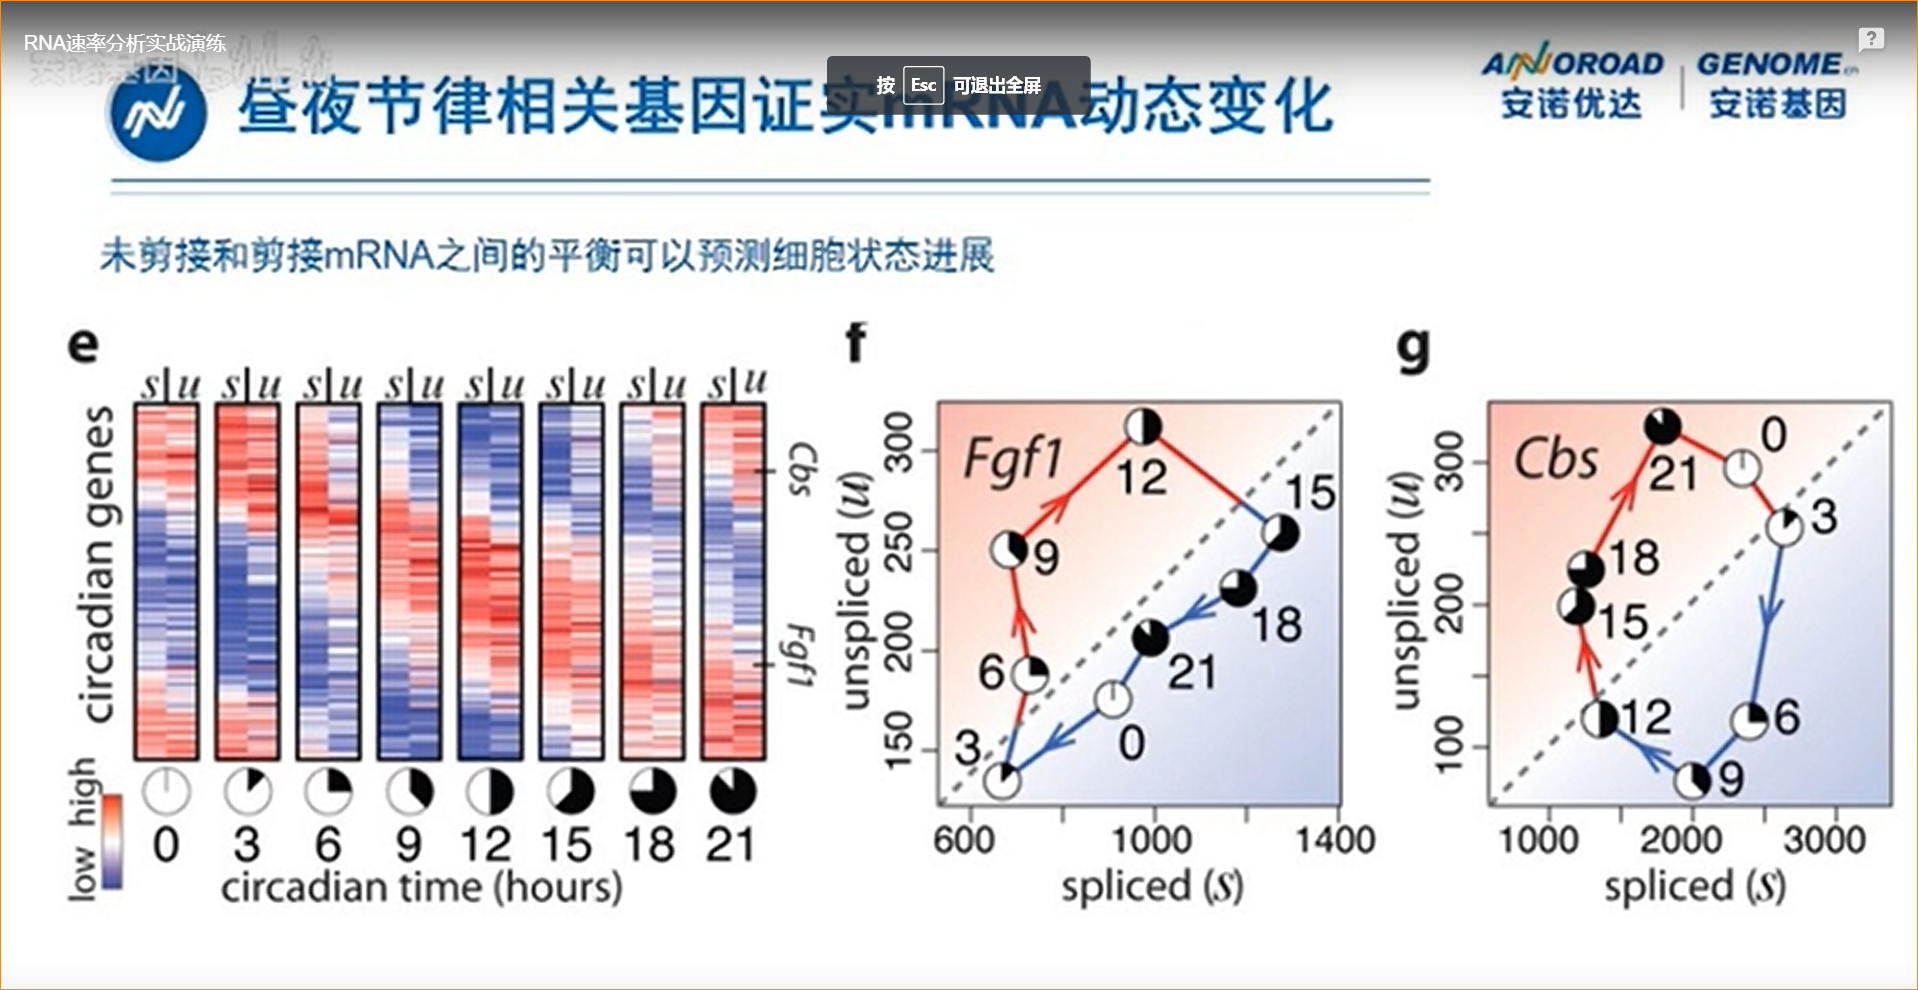 RNA速率分析实战演练
按 Esc 可退出全屏
昼夜节律相关基因证实mRNA动态变化
ANNOROAD 安诺优达
GENOME.cn 安诺基因
未剪接和剪接mRNA之间的平衡可以预测细胞状态进展
e
s|u s|u s|u s|u s|u s|u s|u s|u
circadian genes
Cbs
Fgf1
low high
0 3 6 9 12 15 18 21
circadian time (hours)
f
Fgf1
unspliced (u)
300
250
200
150
12
15
9
18
6
21
0
3
600 1000 1400
spliced (s)
g
Cbs
unspliced (u)
300
200
100
0
21
3
18
15
12
6
9
1000 2000 3000
spliced (s)